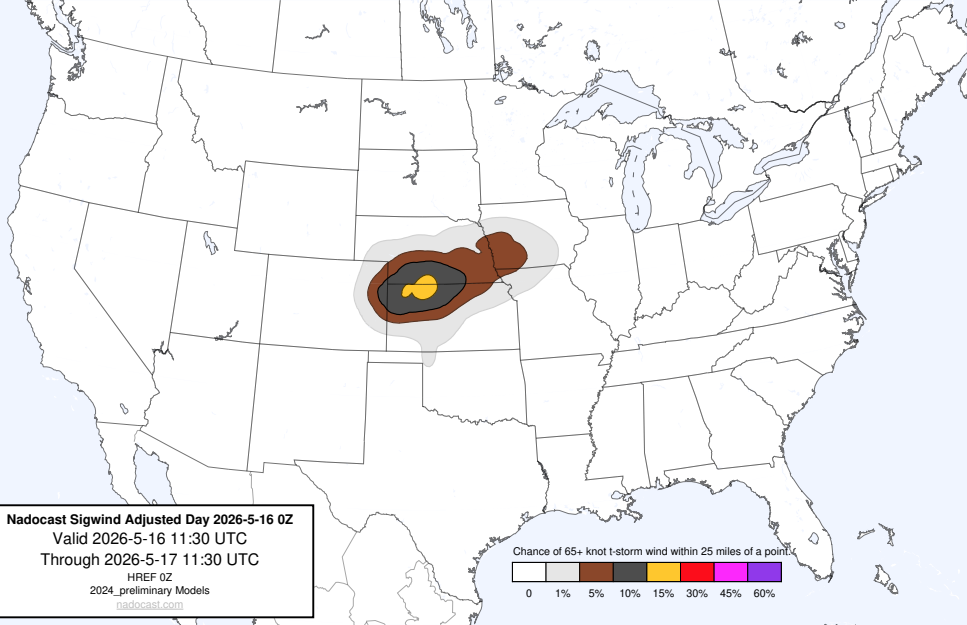 Nadocast Sigwind Adjusted Day 2026-5-16 0Z
Valid 2026-5-16 11:30 UTC
Through 2026-5-17 11:30 UTC
HREF 0Z
2024_preliminary Models
nadocast.com
Chance of 65+ knot t-storm wind within 25 miles of a point.
0 1% 5% 10% 15% 30% 45% 60%